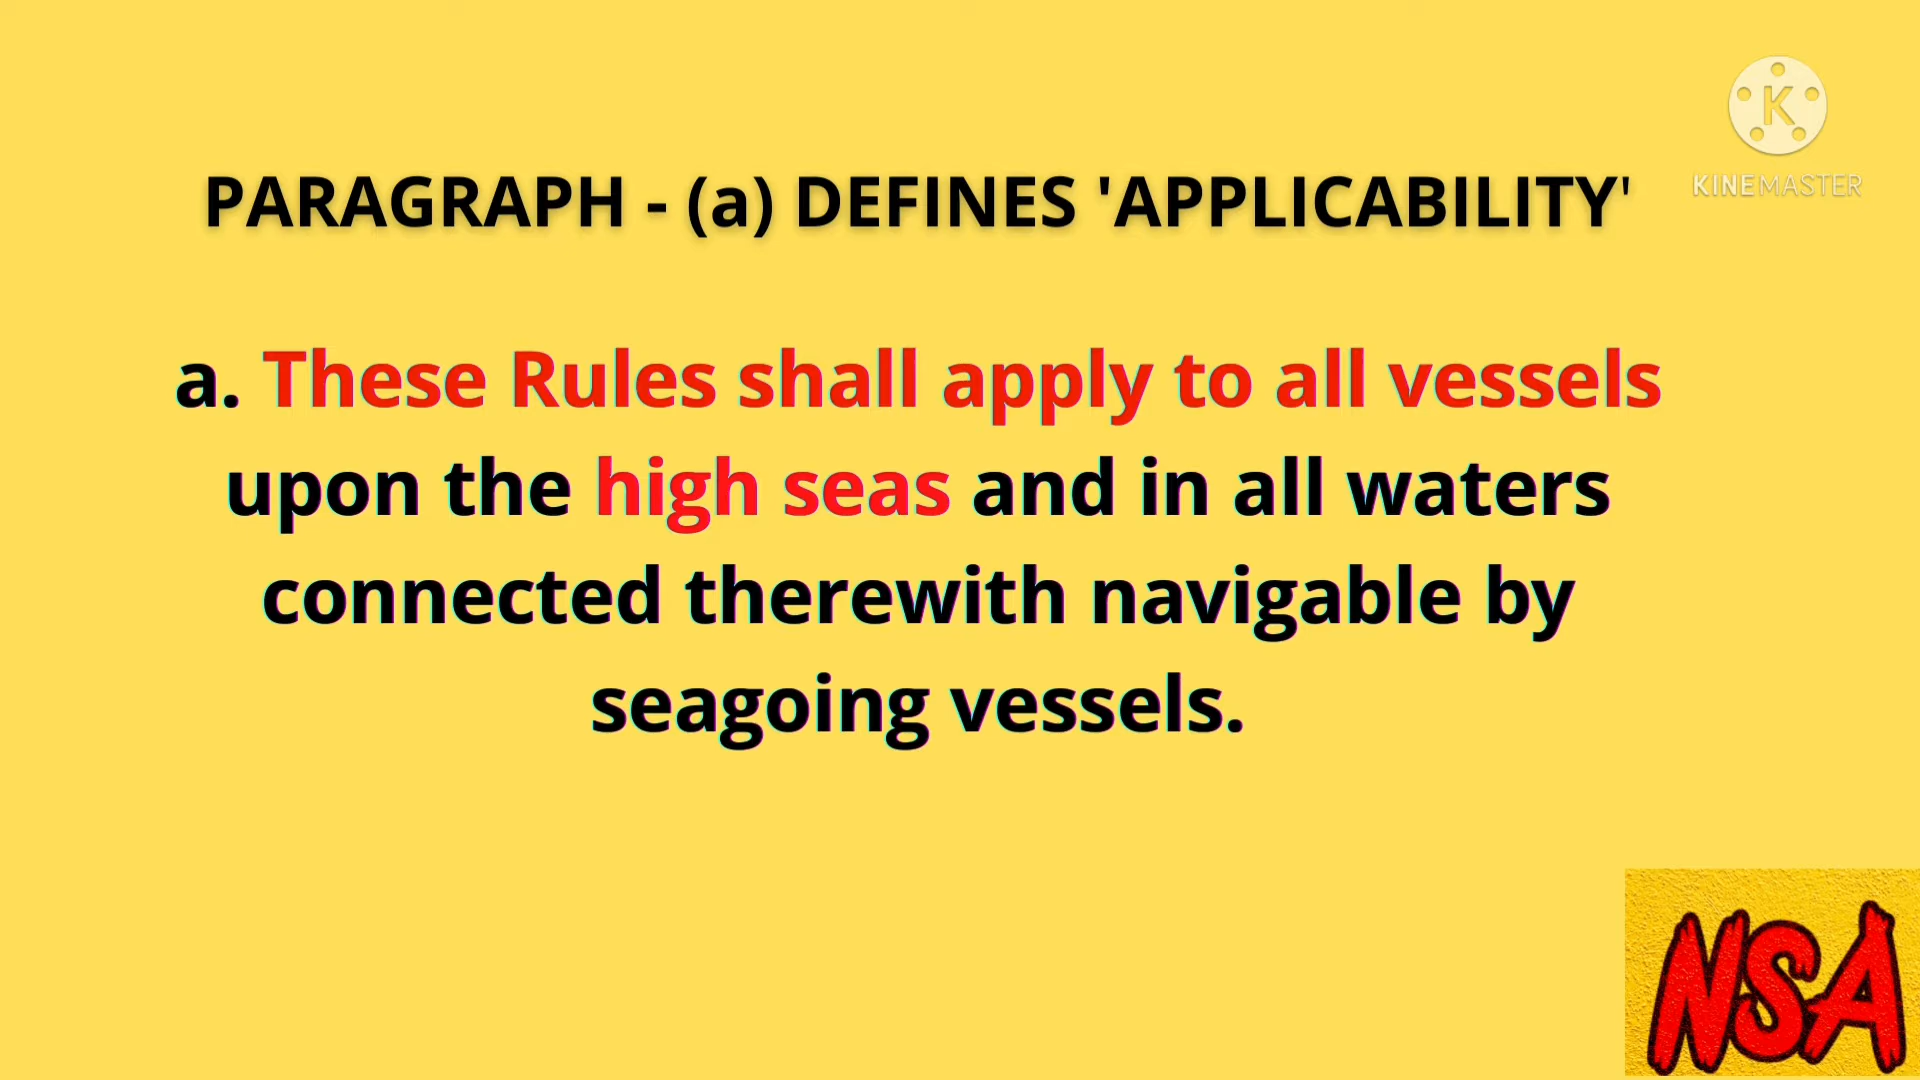 K
KINEMASTER
PARAGRAPH - (a) DEFINES 'APPLICABILITY'
a. These Rules shall apply to all vessels
upon the high seas and in all waters
connected therewith navigable by
seagoing vessels.
NSA